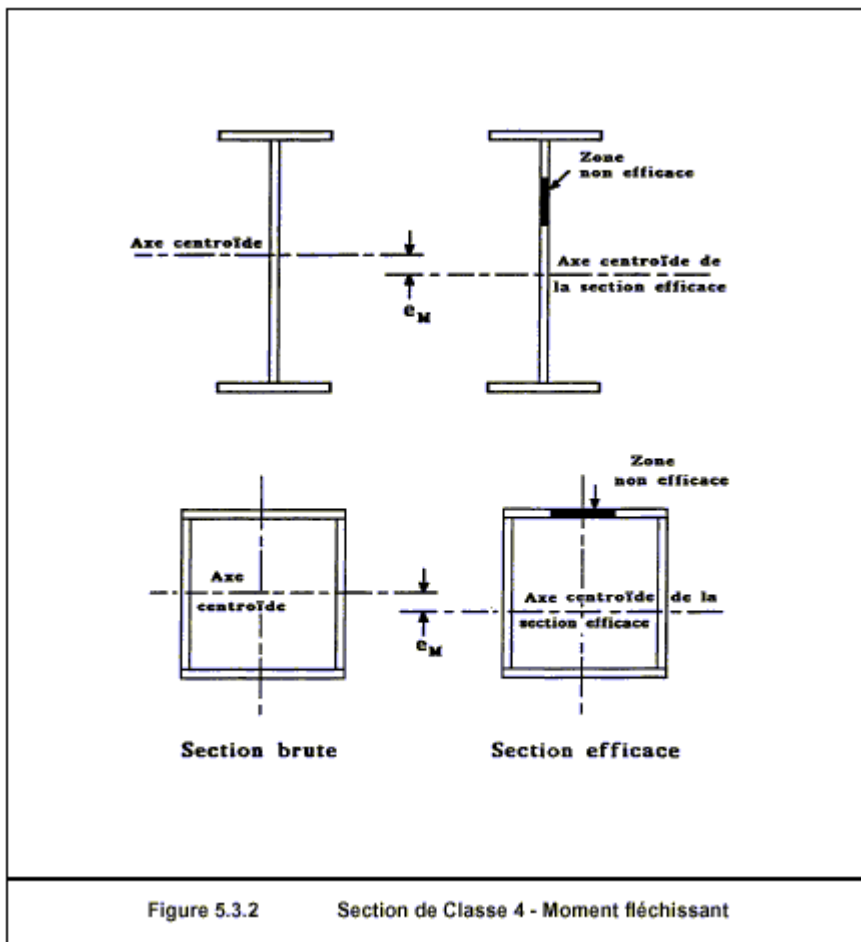 Zone
non efficace
Axe centroïde
Axe centroïde de
la section efficace
e_M
Zone
non efficace
Axe
centroïde
Axe centroïde de la
section efficace
e_M
Section brute
Section efficace
Figure 5.3.2 Section de Classe 4 - Moment fléchissant